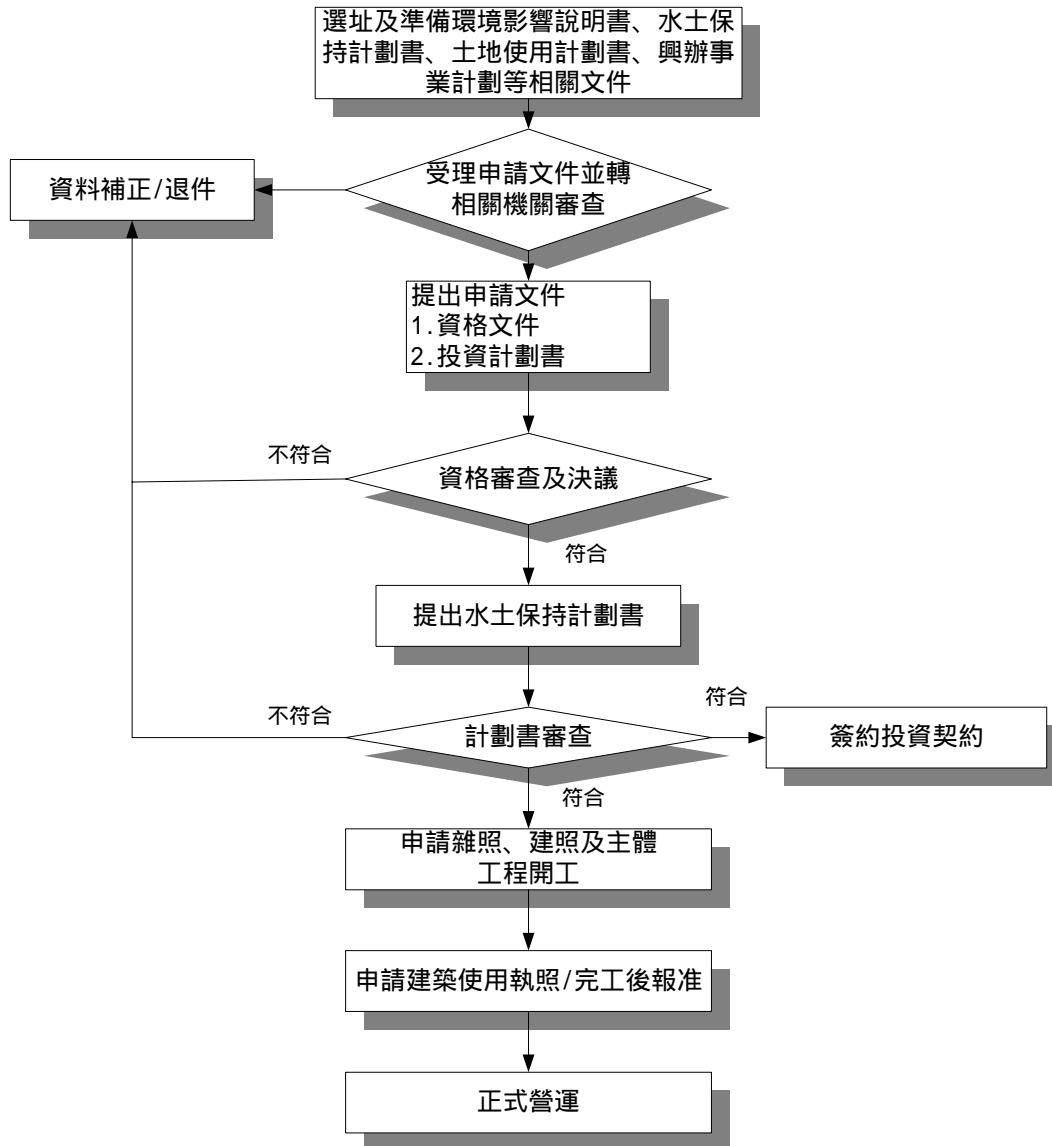 選址及準備環境影響說明書、水土保
持計劃書、土地使用計劃書、興辦事
業計劃等相關文件
受理申請文件並轉
相關機關審查
資料補正/退件
提出申請文件
1.資格文件
2.投資計劃書
不符合
資格審查及決議
符合
提出水土保持計劃書
不符合
計劃書審查
符合
簽約投資契約
符合
申請雜照、建照及主體
工程開工
申請建築使用執照/完工後報准
正式營運